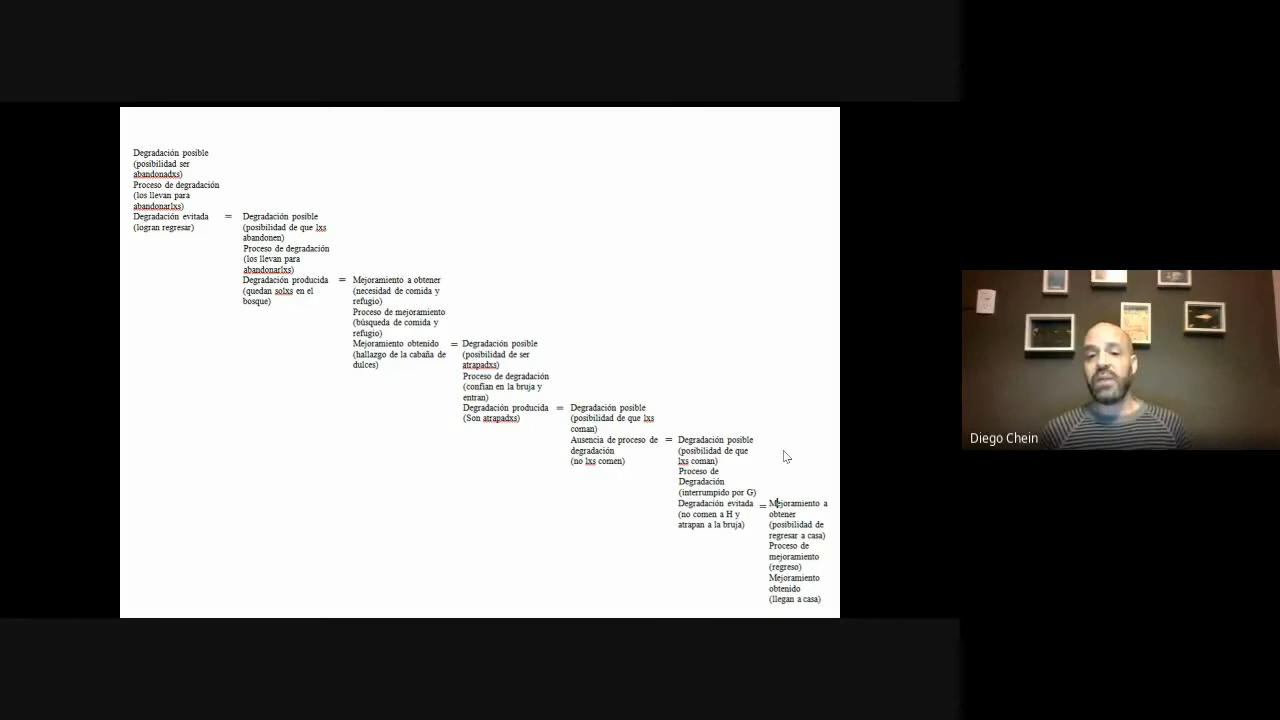 Degradación posible
(posibilidad ser
abandonadxs)
Proceso de degradación
(los llevan para
abandonarlxs)
Degradación evitada
(logran regresar)
=
Degradación posible
(posibilidad de que lxs
abandonen)
Proceso de degradación
(los llevan para
abandonarlxs)
Degradación producida
(quedan solxs en el
bosque)
=
Mejoramiento a obtener
(necesidad de comida y
refugio)
Proceso de mejoramiento
(búsqueda de comida y
refugio)
Mejoramiento obtenido
(hallazgo de la cabaña de
dulces)
=
Degradación posible
(posibilidad de ser
atrapadxs)
Proceso de degradación
(confían en la bruja y
entran)
Degradación producida
(Son atrapadxs)
=
Degradación posible
(posibilidad de que lxs
coman)
Ausencia de proceso de
degradación
(no lxs comen)
=
Degradación posible
(posibilidad de que
lxs coman)
Proceso de
Degradación
(interrumpido por G)
Degradación evitada
(no comen a H y
atrapan a la bruja)
=
Mejoramiento a
obtener
(posibilidad de
regresar a casa)
Proceso de
mejoramiento
(regreso)
Mejoramiento
obtenido
(llegan a casa)
Diego Chein